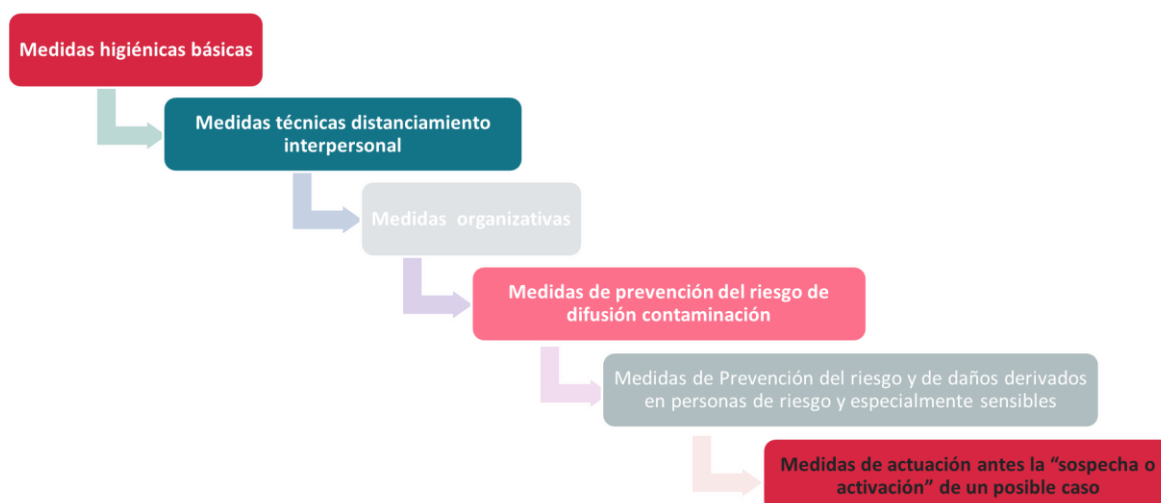 Medidas higiénicas básicas
Medidas técnicas distanciamiento
interpersonal
Medidas organizativas
Medidas de prevención del riesgo de
difusión contaminación
Medidas de Prevención del riesgo y de daños derivados
en personas de riesgo y especialmente sensibles
Medidas de actuación antes la “sospecha o
activación” de un posible caso